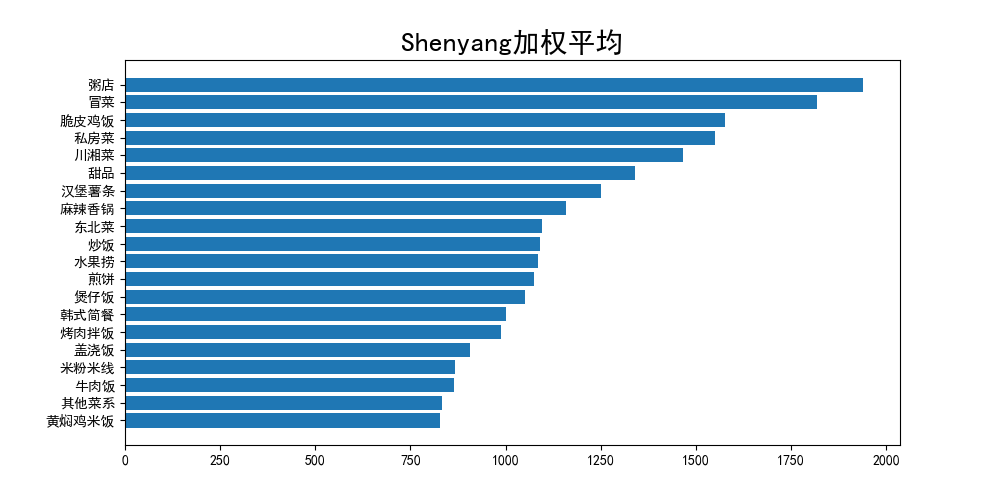 Shenyang加权平均
粥店
冒菜
脆皮鸡饭
私房菜
川湘菜
甜品
汉堡薯条
麻辣香锅
东北菜
炒饭
水果捞
煎饼
煲仔饭
韩式简餐
烤肉拌饭
盖浇饭
米粉米线
牛肉饭
其他菜系
黄焖鸡米饭
0 250 500 750 1000 1250 1500 1750 2000